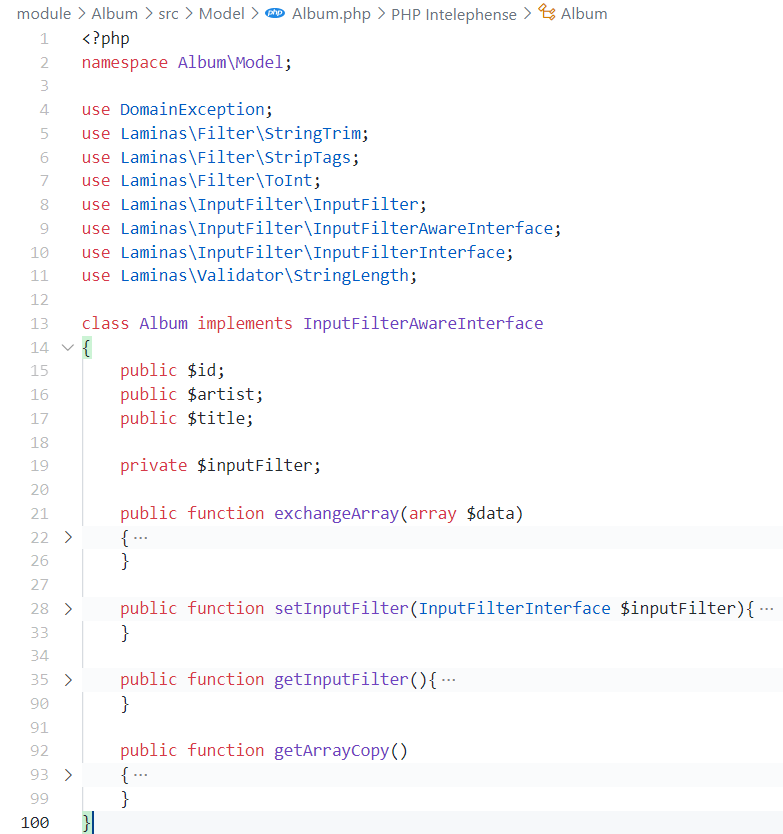 module > Album > src > Model > php Album.php > PHP Intelephense > Album
1 <?php
2 namespace Album\Model;
3
4 use DomainException;
5 use Laminas\Filter\StringTrim;
6 use Laminas\Filter\StripTags;
7 use Laminas\Filter\ToInt;
8 use Laminas\InputFilter\InputFilter;
9 use Laminas\InputFilter\InputFilterAwareInterface;
10 use Laminas\InputFilter\InputFilterInterface;
11 use Laminas\Validator\StringLength;
12
13 class Album implements InputFilterAwareInterface
14 {
15     public $id;
16     public $artist;
17     public $title;
18
19     private $inputFilter;
20
21     public function exchangeArray(array $data)
22 >     { ···
26     }
27
28 >     public function setInputFilter(InputFilterInterface $inputFilter){ ···
33     }
34
35 >     public function getInputFilter(){ ···
90     }
91
92     public function getArrayCopy()
93 >     { ···
99     }
100 }